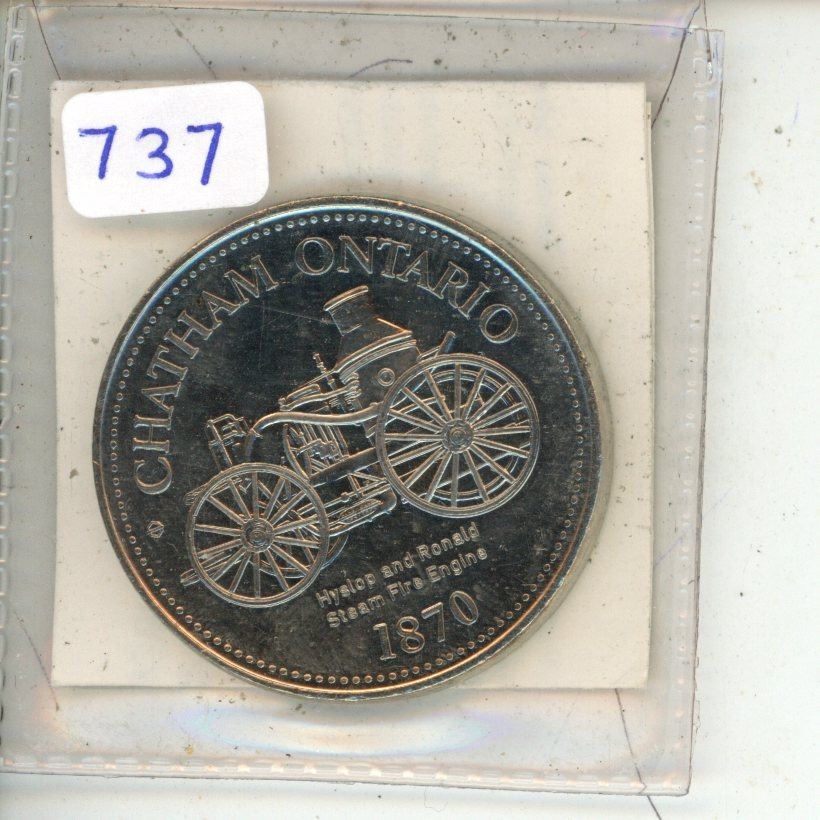 737
CHATHAM ONTARIO
Hyslop and Ronald
Steam Fire Engine
1870